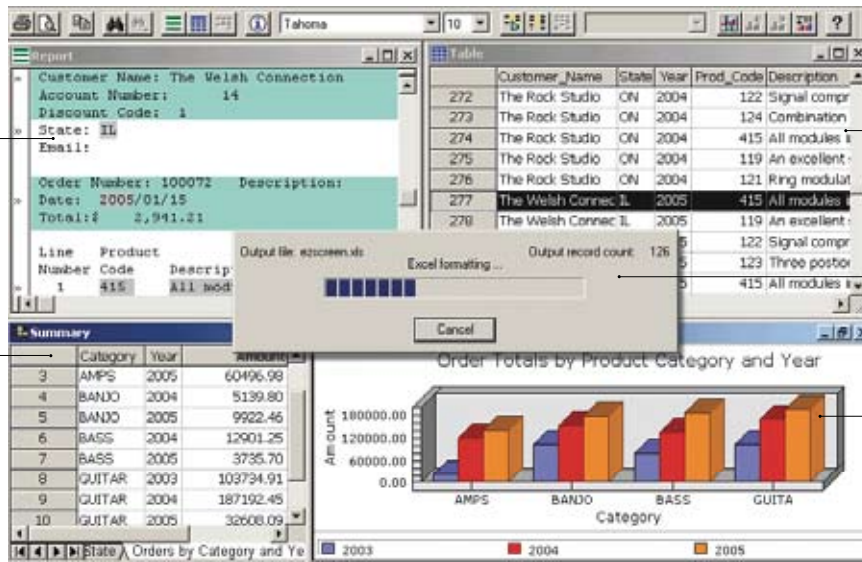 Tahoma
10
?
Report
Customer Name: The Welsh Connection
Account Number: 14
Discount Code: 1
State: IL
Email:
Order Number: 100072 Description:
Date: 2005/01/15
Total:$ 2,941.21
Line Product
Number Code Descrip
1 415 All mod
Table
Customer_Name State Year Prod_Code Description
272 The Rock Studio ON 2004 122 Signal compr
273 The Rock Studio ON 2004 124 Combination
274 The Rock Studio ON 2004 415 All modules
275 The Rock Studio ON 2004 119 An excellent
276 The Rock Studio ON 2004 121 Ring modulat
277 The Welsh Connec IL 2005 415 All modules
278 The Welsh Connec IL 2005 119 An excellent
5 122 Signal compr
5 123 Three postion
5 415 All modules
Output file: ezscreen.xls
Output record count: 126
Excel formatting ...
Cancel
Summary
Category Year Amount
3 AMPS 2005 60496.98
4 BANJO 2004 5139.80
5 BANJO 2005 9922.46
6 BASS 2004 12901.25
7 BASS 2005 3735.70
8 GUITAR 2003 103734.91
9 GUITAR 2004 187192.45
10 GUITAR 2005 32608.09
State Orders by Category and Ye
Order Totals by Product Category and Year
Amount
180000.00
120000.00
60000.00
0.00
AMPS BANJO BASS GUITA
Category
2003 2004 2005